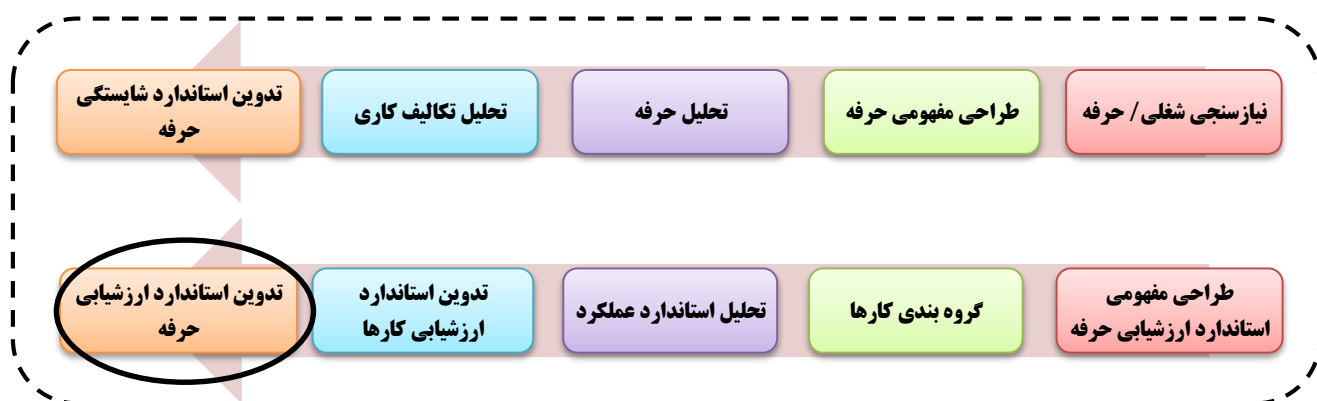 نیازسنجی شغلی/ حرفه
طراحی مفهومی حرفه
تحلیل حرفه
تحلیل تکالیف کاری
تدوین استاندارد شایستگی
حرفه
طراحی مفهومی
استاندارد ارزشیابی حرفه
گروه بندی کارها
تحلیل استاندارد عملکرد
تدوین استاندارد
ارزشیابی کارها
تدوین استاندارد ارزشیابی
حرفه